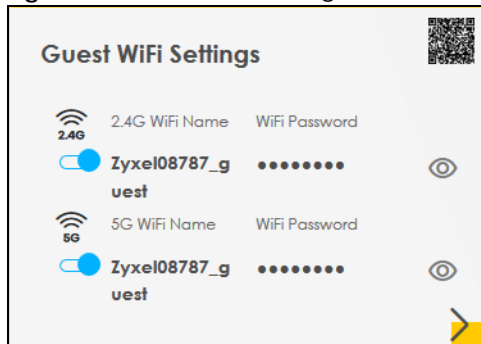 Guest WiFi Settings
2.4G WiFi Name WiFi Password
2.4G
Zyxel08787_g ••••••••
uest
5G WiFi Name WiFi Password
5G
Zyxel08787_g ••••••••
uest